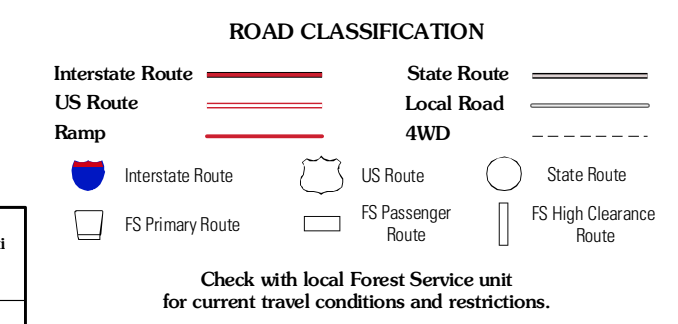 ROAD CLASSIFICATION
Interstate Route
State Route
US Route
Local Road
Ramp
4WD
Interstate Route
US Route
State Route
FS Primary Route
FS Passenger
Route
FS High Clearance
Route
i
Check with local Forest Service unit
for current travel conditions and restrictions.